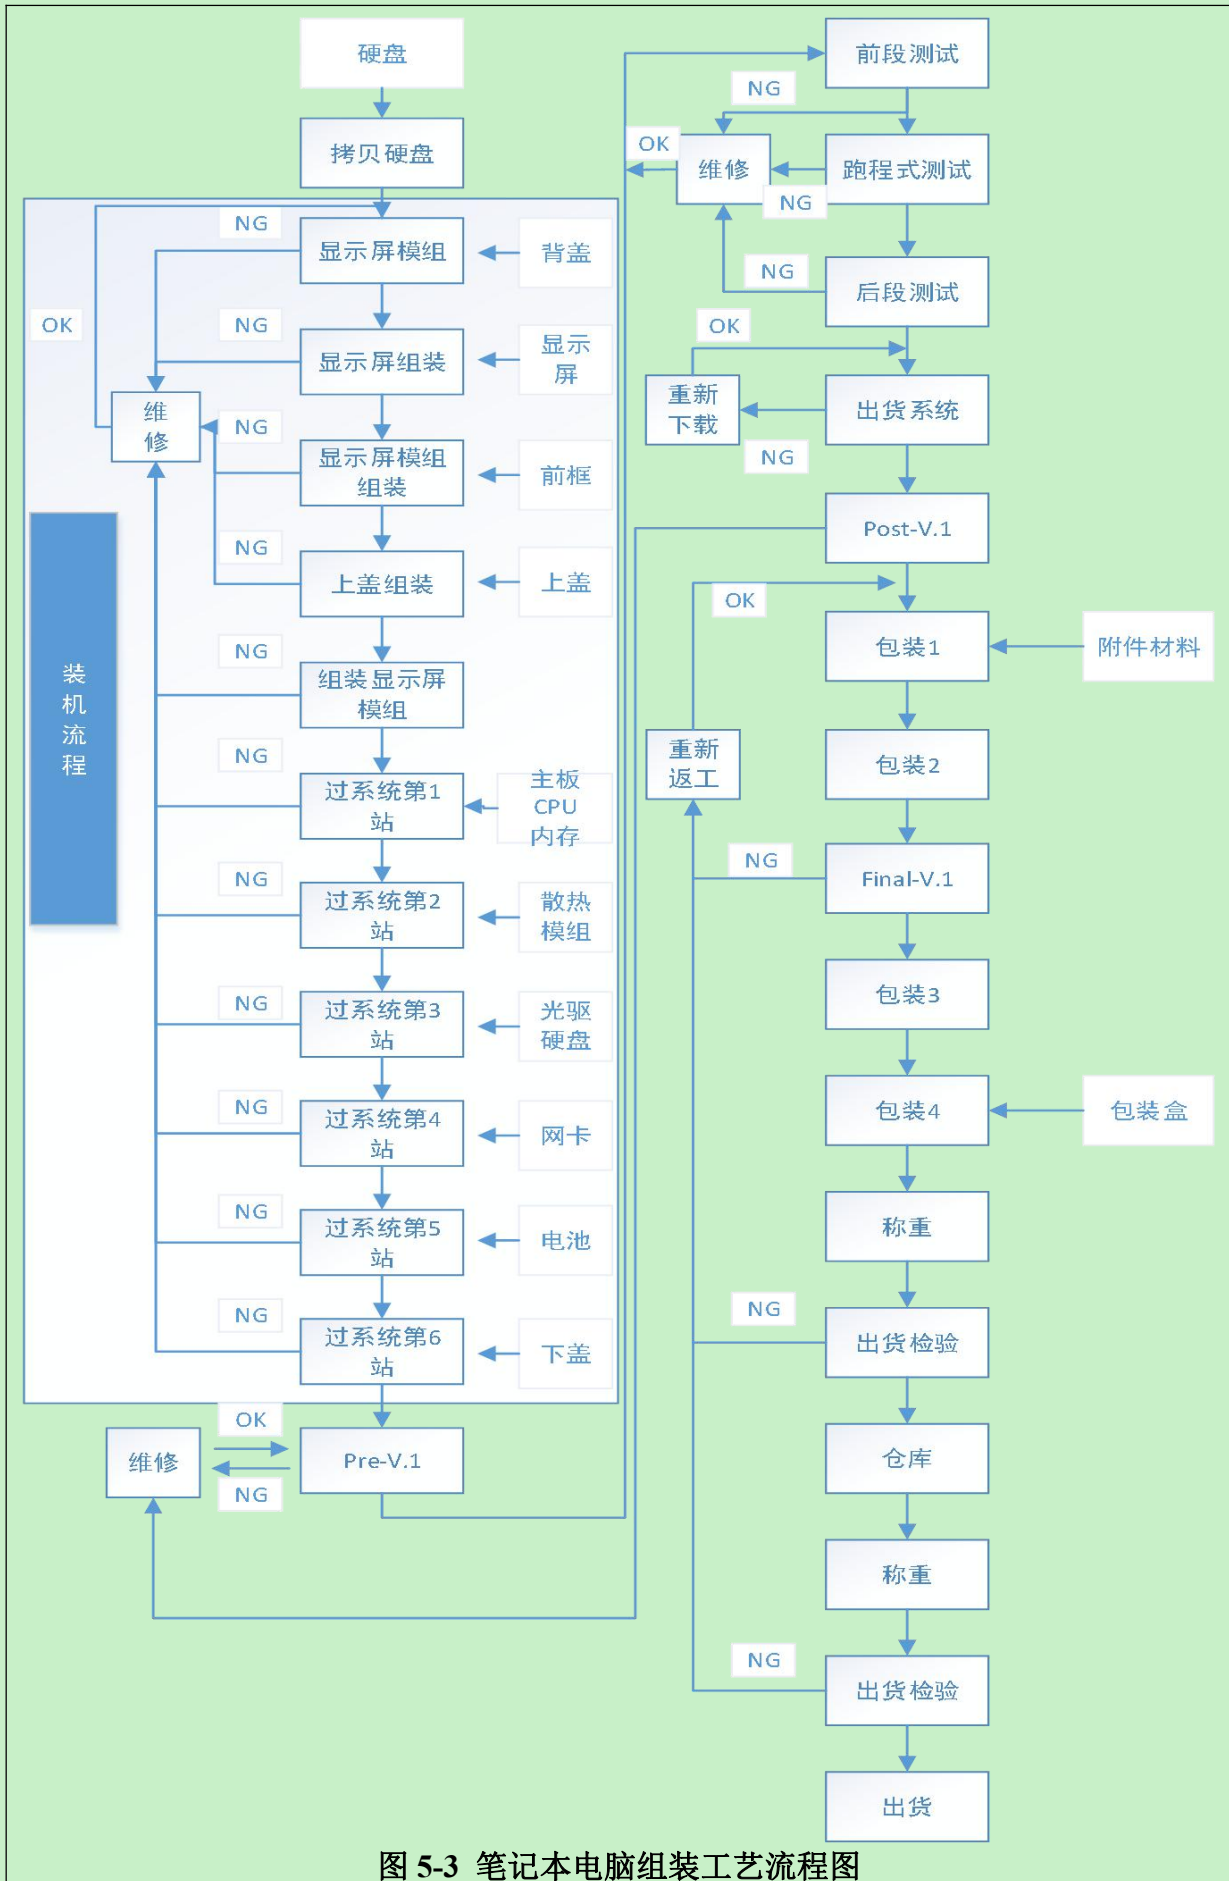 硬盘
拷贝硬盘
NG
显示屏模组
背盖
OK
NG
显示屏组装
显示
屏
维
修
NG
显示屏模组
组装
前框
NG
上盖组装
上盖
装
机
流
程
NG
组装显示屏
模组
NG
过系统第1
站
主板
CPU
内存
NG
过系统第2
站
散热
模组
NG
过系统第3
站
光驱
硬盘
NG
过系统第4
站
网卡
NG
过系统第5
站
电池
NG
过系统第6
站
下盖
OK
维修
Pre-V.1
NG
前段测试
NG
OK
维修
跑程式测试
NG
NG
后段测试
OK
重新
下载
出货系统
NG
Post-V.1
OK
包装1
附件材料
重新
返工
包装2
NG
Final-V.1
包装3
包装4
包装盒
称重
NG
出货检验
仓库
称重
NG
出货检验
出货
图 5-3 笔记本电脑组装工艺流程图